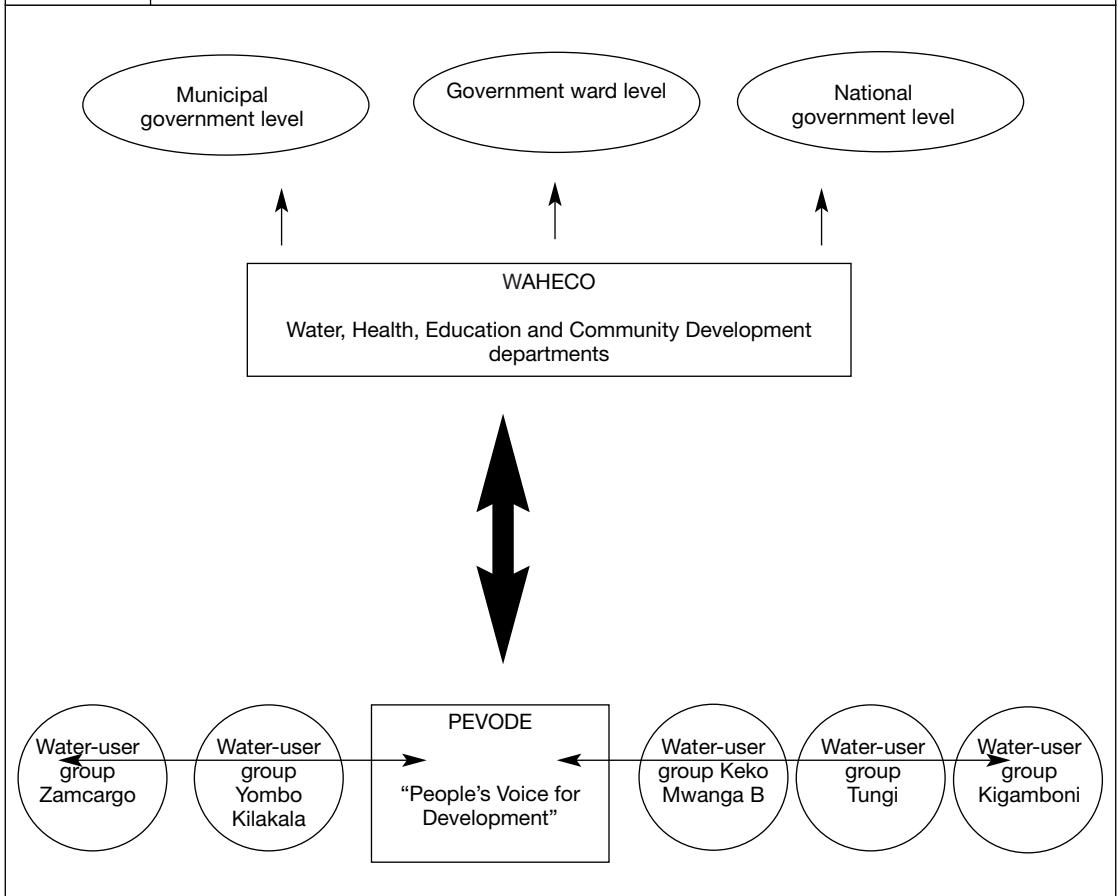 Municipal
government level
Government ward level
National
government level
WAHECO
Water, Health, Education and Community Development
departments
Water-user
group
Zamcargo
Water-user
group
Yombo
Kilakala
PEVODE
“People’s Voice for
Development”
Water-user
group Keko
Mwanga B
Water-user
group
Tungi
Water-user
group
Kigamboni